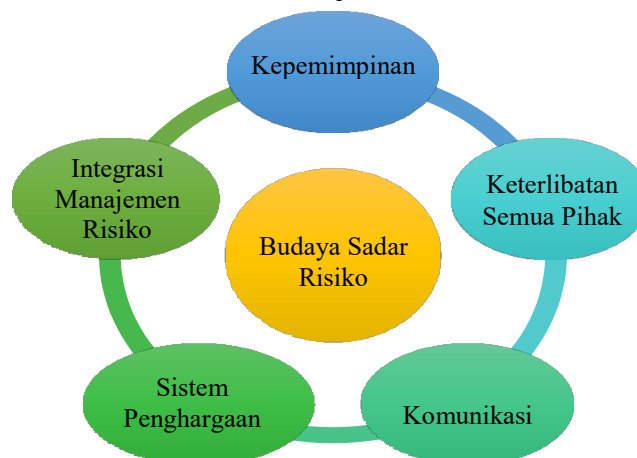 Kepemimpinan
Keterlibatan
Semua Pihak
Komunikasi
Sistem
Penghargaan
Integrasi
Manajemen
Risiko
Budaya Sadar
Risiko